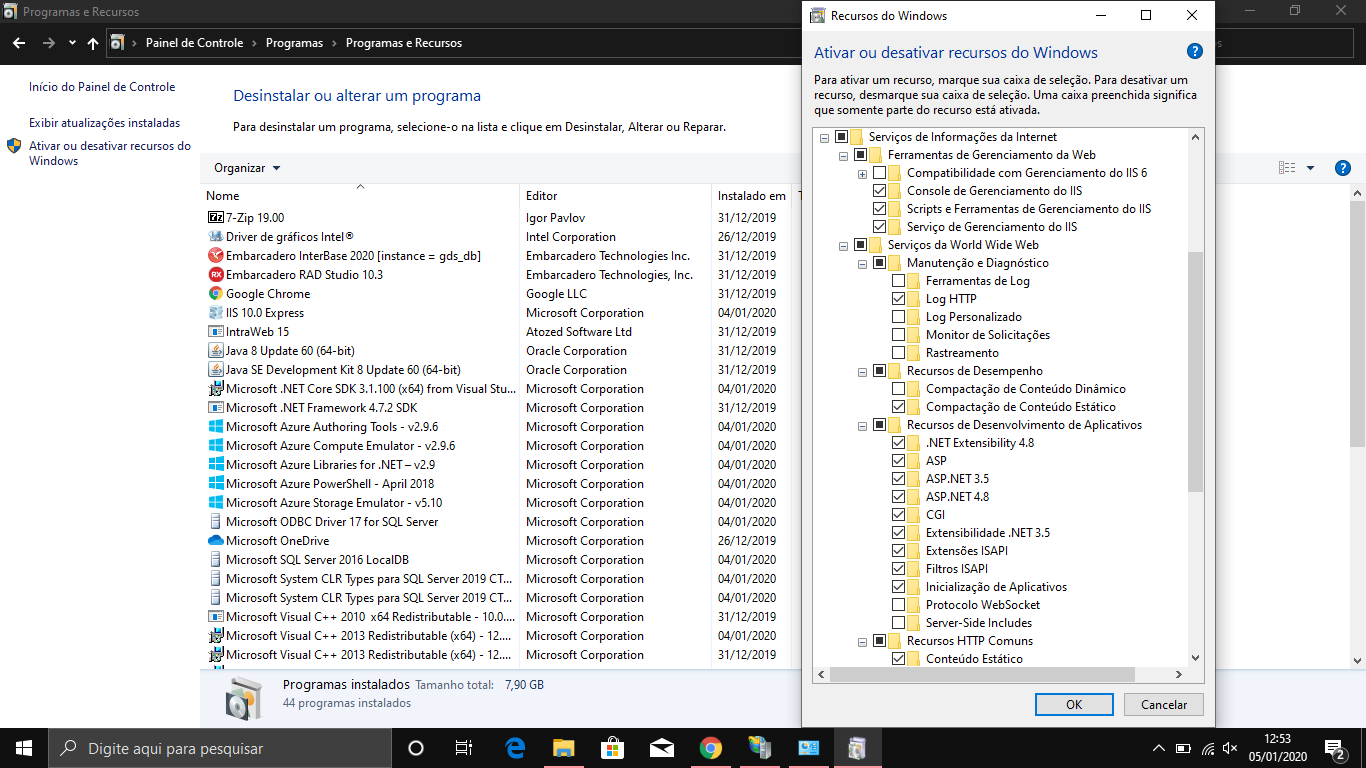 Programas e Recursos
Painel de Controle
Programas
Programas e Recursos
Início do Painel de Controle
Exibir atualizações instaladas
Ativar ou desativar recursos do
Windows
Desinstalar ou alterar um programa
Para desinstalar um programa, selecione-o na lista e clique em Desinstalar, Alterar ou Reparar.
Organizar
Nome Editor Instalado em
7-Zip 19.00 Igor Pavlov 31/12/2019
Driver de gráficos Intel® Intel Corporation 26/12/2019
Embarcadero InterBase 2020 [instance = gds_db] Embarcadero Technologies Inc. 31/12/2019
Embarcadero RAD Studio 10.3 Embarcadero Technologies, Inc. 31/12/2019
Google Chrome Google LLC 31/12/2019
IIS 10.0 Express Microsoft Corporation 04/01/2020
IntraWeb 15 Atozed Software Ltd 31/12/2019
Java 8 Update 60 (64-bit) Oracle Corporation 31/12/2019
Java SE Development Kit 8 Update 60 (64-bit) Oracle Corporation 31/12/2019
Microsoft .NET Core SDK 3.1.100 (x64) from Visual Stu... Microsoft Corporation 04/01/2020
Microsoft .NET Framework 4.7.2 SDK Microsoft Corporation 31/12/2019
Microsoft Azure Authoring Tools - v2.9.6 Microsoft Corporation 04/01/2020
Microsoft Azure Compute Emulator - v2.9.6 Microsoft Corporation 04/01/2020
Microsoft Azure Libraries for .NET – v2.9 Microsoft Corporation 04/01/2020
Microsoft Azure PowerShell - April 2018 Microsoft Corporation 04/01/2020
Microsoft Azure Storage Emulator - v5.10 Microsoft Corporation 04/01/2020
Microsoft ODBC Driver 17 for SQL Server Microsoft Corporation 04/01/2020
Microsoft OneDrive Microsoft Corporation 26/12/2019
Microsoft SQL Server 2016 LocalDB Microsoft Corporation 04/01/2020
Microsoft System CLR Types para SQL Server 2019 CT... Microsoft Corporation 04/01/2020
Microsoft System CLR Types para SQL Server 2019 CT... Microsoft Corporation 04/01/2020
Microsoft Visual C++ 2010 x64 Redistributable - 10.0.... Microsoft Corporation 31/12/2019
Microsoft Visual C++ 2013 Redistributable (x64) - 12.... Microsoft Corporation 04/01/2020
Microsoft Visual C++ 2013 Redistributable (x64) - 12.... Microsoft Corporation 31/12/2019
Programas instalados Tamanho total: 7,90 GB
44 programas instalados
Recursos do Windows
Ativar ou desativar recursos do Windows
Para ativar um recurso, marque sua caixa de seleção. Para desativar um
recurso, desmarque sua caixa de seleção. Uma caixa preenchida significa
que somente parte do recurso está ativada.
Serviços de Informações da Internet
Ferramentas de Gerenciamento da Web
Compatibilidade com Gerenciamento do IIS 6
Console de Gerenciamento do IIS
Scripts e Ferramentas de Gerenciamento do IIS
Serviço de Gerenciamento do IIS
Serviços da World Wide Web
Manutenção e Diagnóstico
Ferramentas de Log
Log HTTP
Log Personalizado
Monitor de Solicitações
Rastreamento
Recursos de Desempenho
Compactação de Conteúdo Dinâmico
Compactação de Conteúdo Estático
Recursos de Desenvolvimento de Aplicativos
.NET Extensibility 4.8
ASP
ASP.NET 3.5
ASP.NET 4.8
CGI
Extensibilidade .NET 3.5
Extensões ISAPI
Filtros ISAPI
Inicialização de Aplicativos
Protocolo WebSocket
Server-Side Includes
Recursos HTTP Comuns
Conteúdo Estático
OK Cancelar
Digite aqui para pesquisar
12:53
05/01/2020
2